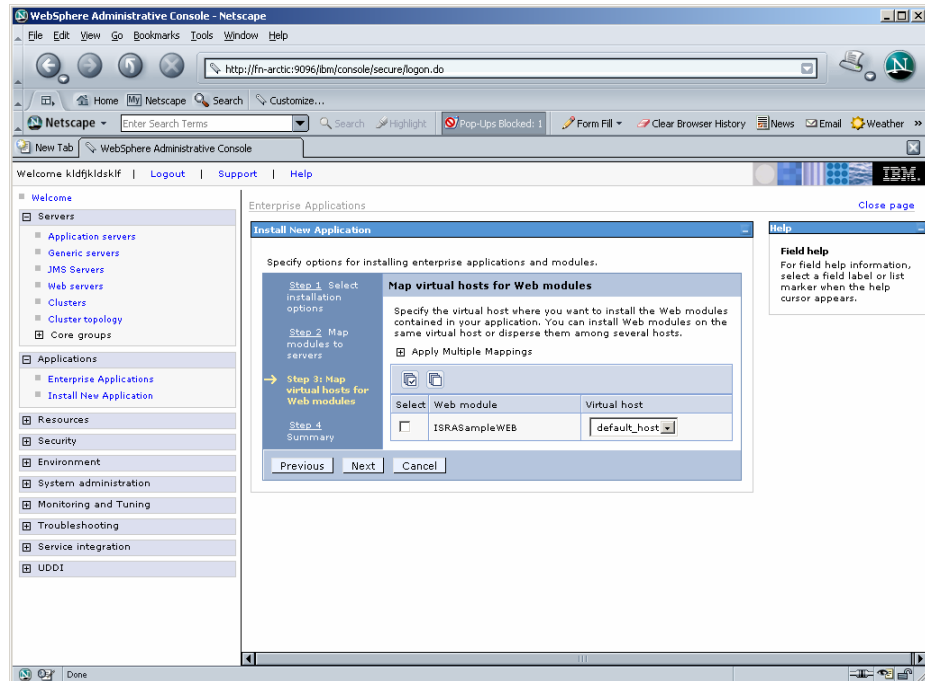 WebSphere Administrative Console - Netscape
File Edit View Go Bookmarks Tools Window Help
http://fn-arctic:9096/ibm/console/secure/logon.do
N
Home My Netscape Search Customize...
Netscape Enter Search Terms Search Highlight Pop-Ups Blocked: 1 Form Fill Clear Browser History News Email Weather »
New Tab WebSphere Administrative Console
Welcome kldfjkldsklf | Logout | Support | Help
IBM.
Welcome
Servers
Application servers
Generic servers
JMS Servers
Web servers
Clusters
Cluster topology
Core groups
Applications
Enterprise Applications
Install New Application
Resources
Security
Environment
System administration
Monitoring and Tuning
Troubleshooting
Service integration
UDDI
Enterprise Applications
Close page
Install New Application
Specify options for installing enterprise applications and modules.
Step 1 Select
installation
options
Step 2 Map
modules to
servers
Step 3: Map
virtual hosts for
Web modules
Step 4
Summary
Map virtual hosts for Web modules
Specify the virtual host where you want to install the Web modules
contained in your application. You can install Web modules on the
same virtual host or disperse them among several hosts.
Apply Multiple Mappings
Select Web module Virtual host
ISRASampleWEB default_host
Previous Next Cancel
Help
Field help
For field help information,
select a field label or list
marker when the help
cursor appears.
Done